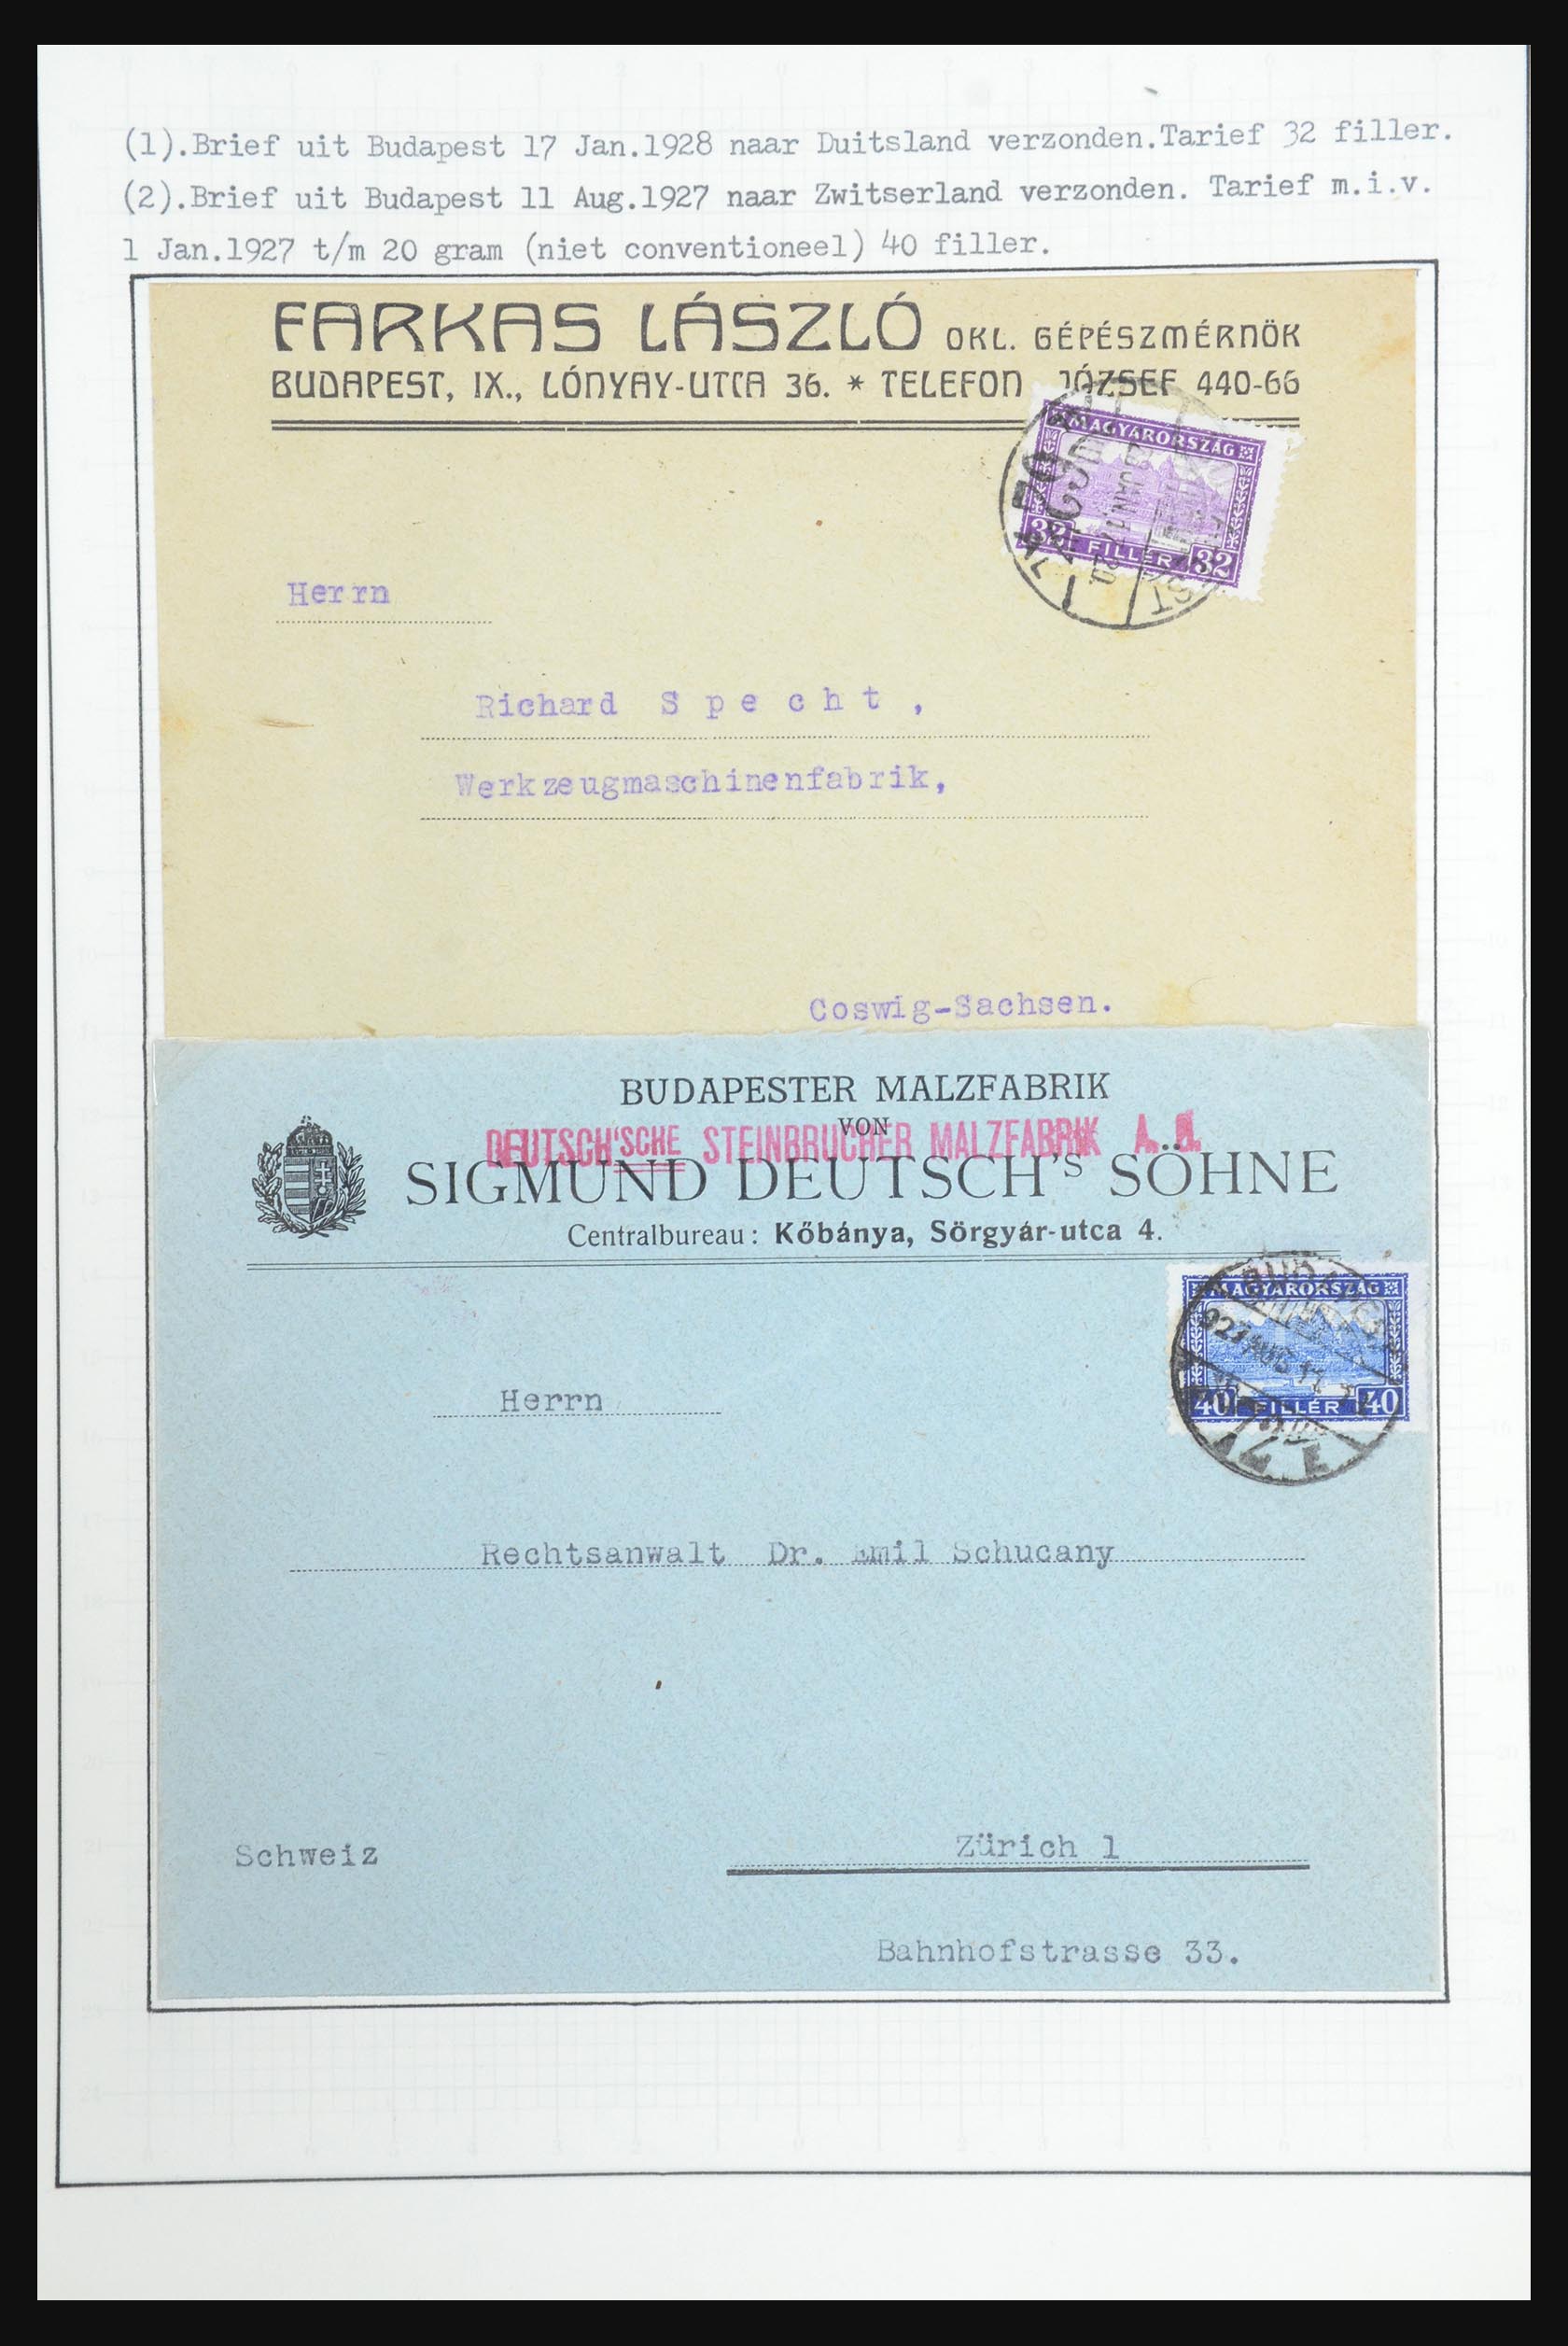 (1).Brief uit Budapest 17 Jan.1928 naar Duitsland verzonden.Tarief 32 filler.
(2).Brief uit Budapest 11 Aug.1927 naar Zwitserland verzonden. Tarief m.i.v.
1 Jan.1927 t/m 20 gram (niet conventioneel) 40 filler.
FARKAS LÁSZLÓ OKL. GÉPÉSZMÉRNÖK
BUDAPEST, IX., LÓNYAY-UTCA 36. * TELEFON JÓZSEF 440-66
MAGYARORSZÁG
32 FILLÉR 32
Herrn
Richard S p e c h t ,
Werkzeugmaschinenfabrik,
Coswig-Sachsen.
BUDAPESTER MALZFABRIK
VON
DEUTSCH'SCHE STEINBRUCHER MALZFABRIK A. G.
SIGMUND DEUTSCH'S SÖHNE
Centralbureau: Kőbánya, Sörgyár-utca 4.
MAGYARORSZÁG
927 AUG 11
40 FILLÉR 40
Herrn
Rechtsanwalt Dr. Emil Schucany
Schweiz
Zürich 1
Bahnhofstrasse 33.